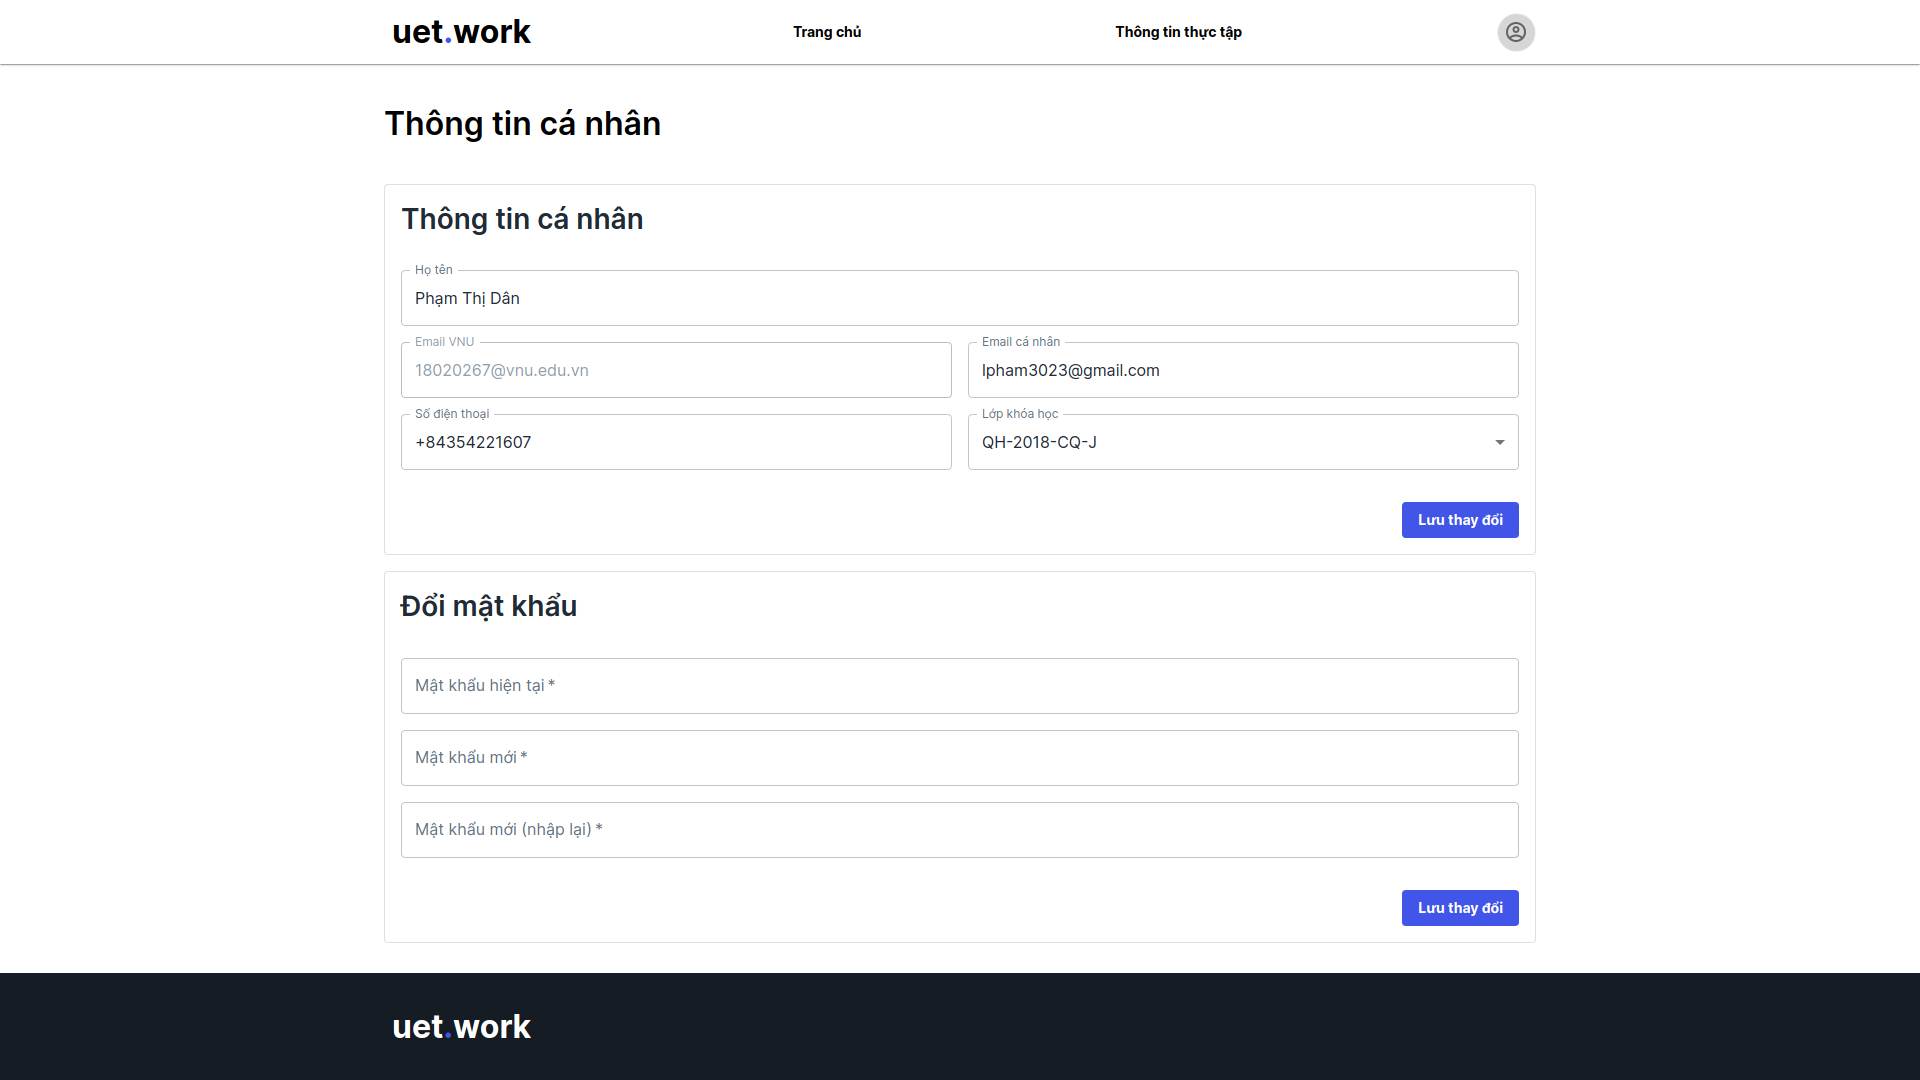 uet.work
Trang chủ
Thông tin thực tập
Thông tin cá nhân
Thông tin cá nhân
Họ tên
Phạm Thị Dân
Email VNU
Email cá nhân
18020267@vnu.edu.vn
lpham3023@gmail.com
Số điện thoại
Lớp khóa học
+84354221607
QH-2018-CQ-J
Lưu thay đổi
Đổi mật khẩu
Mật khẩu hiện tại *
Mật khẩu mới *
Mật khẩu mới (nhập lại) *
Lưu thay đổi
uet.work